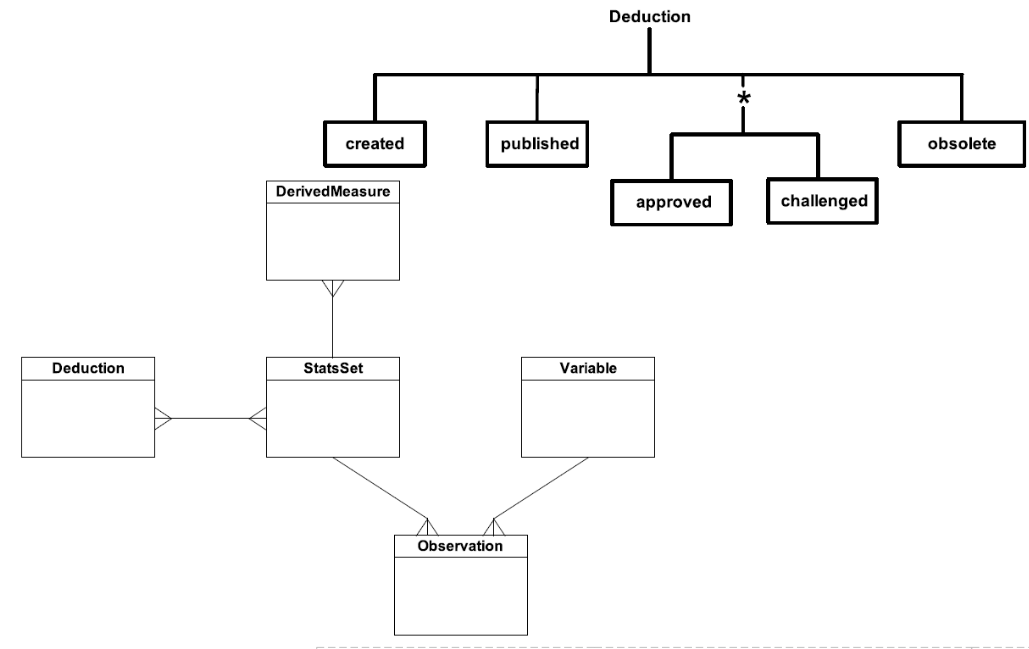 Deduction
*
created
published
obsolete
approved
challenged
DerivedMeasure
Deduction
StatsSet
Variable
Observation